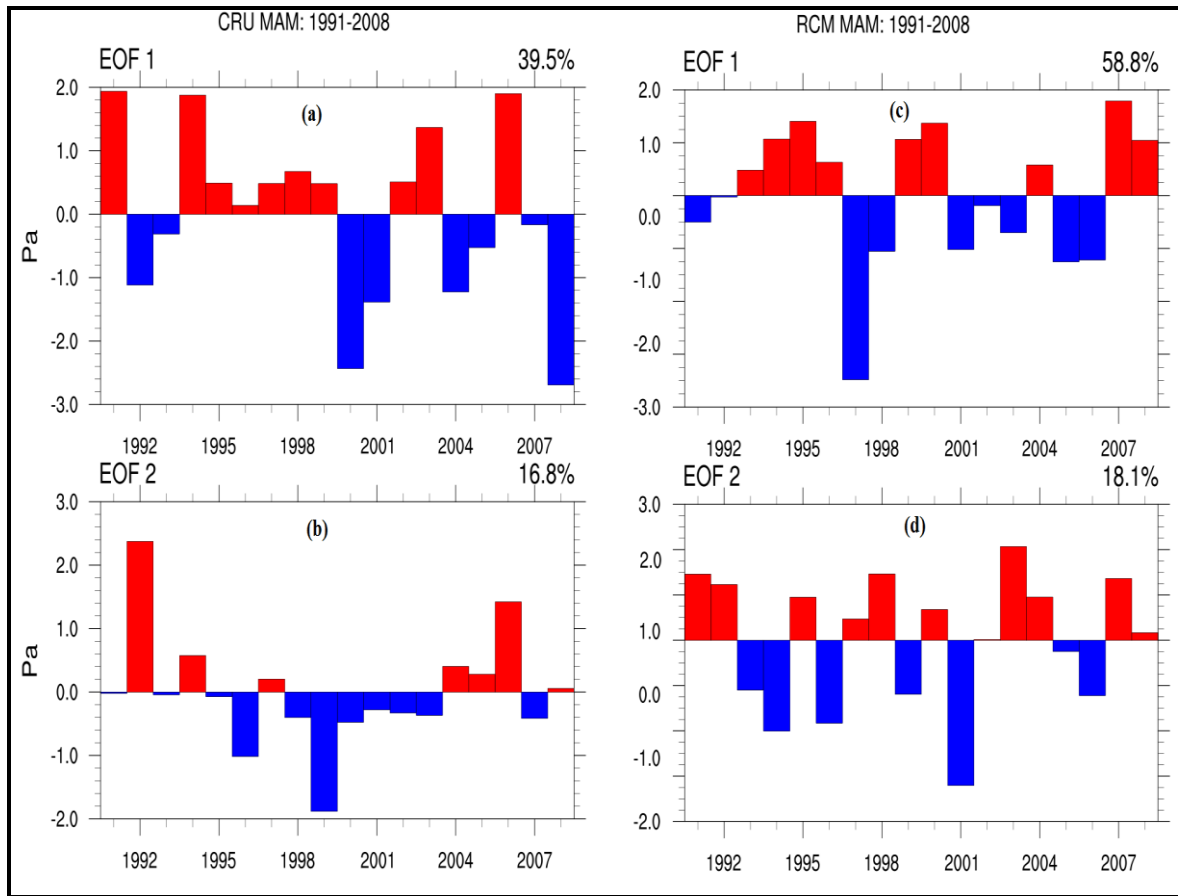 CRU MAM: 1991-2008
EOF 1 39.5%
(a)
2.0
1.0
0.0
-1.0
-2.0
-3.0
Pa
1992 1995 1998 2001 2004 2007
EOF 2 16.8%
(b)
3.0
2.0
1.0
0.0
-1.0
-2.0
Pa
1992 1995 1998 2001 2004 2007
RCM MAM: 1991-2008
EOF 1 58.8%
(c)
2.0
1.0
0.0
-1.0
-2.0
-3.0
1992 1995 1998 2001 2004 2007
EOF 2 18.1%
(d)
3.0
2.0
1.0
0.0
-1.0
-2.0
1992 1995 1998 2001 2004 2007